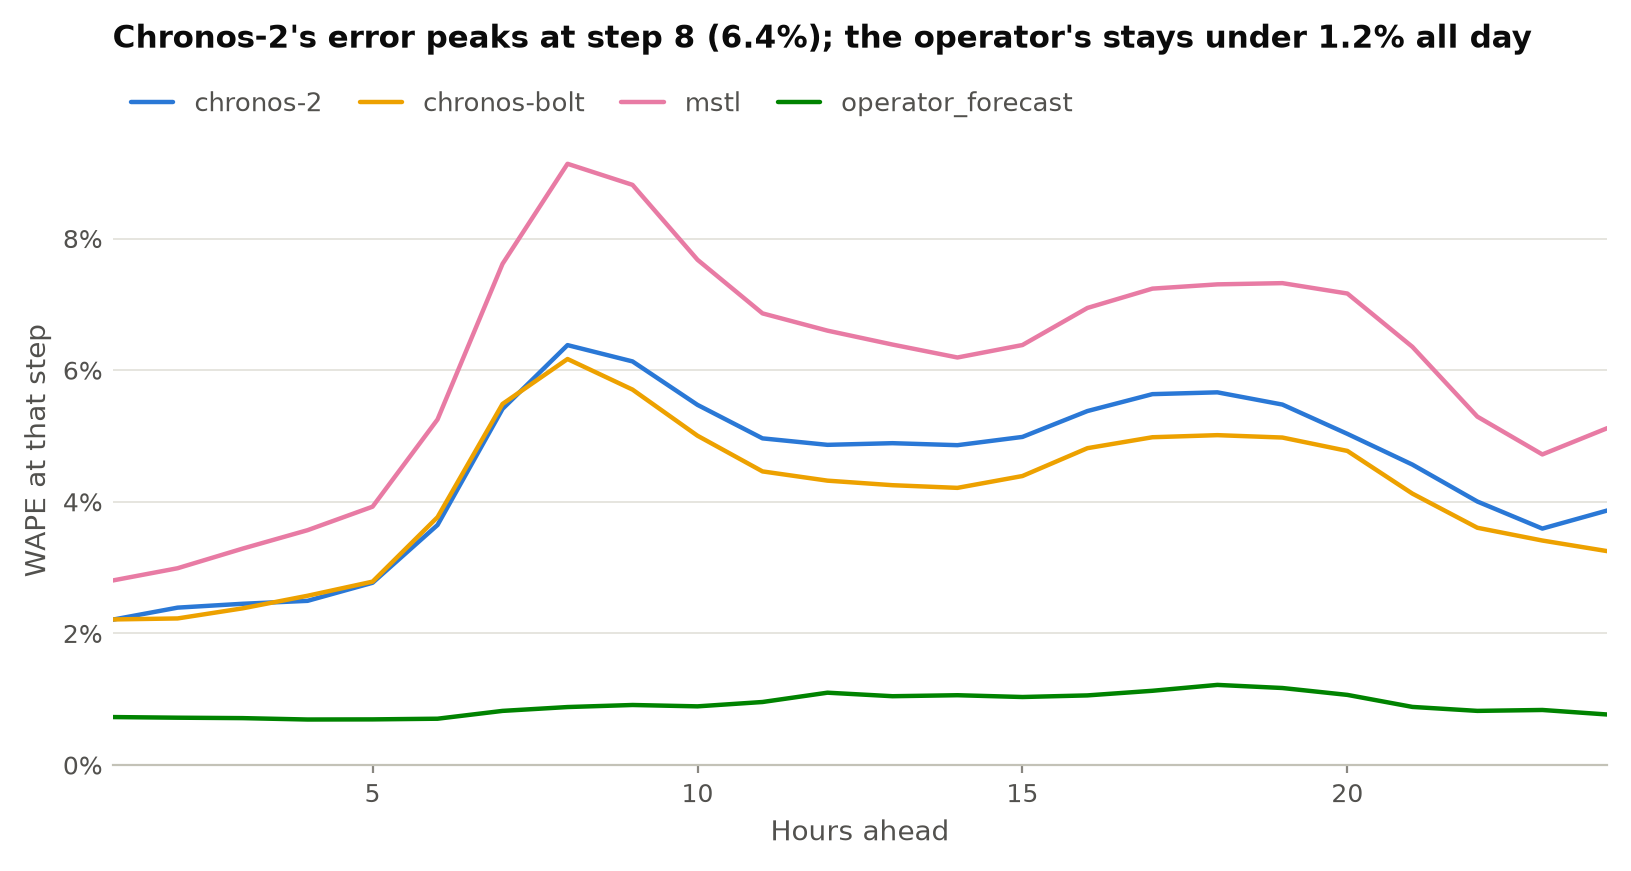 Chronos-2's error peaks at step 8 (6.4%); the operator's stays under 1.2% all day
chronos-2 chronos-bolt mstl operator_forecast
WAPE at that step
8%
6%
4%
2%
0%
5 10 15 20
Hours ahead